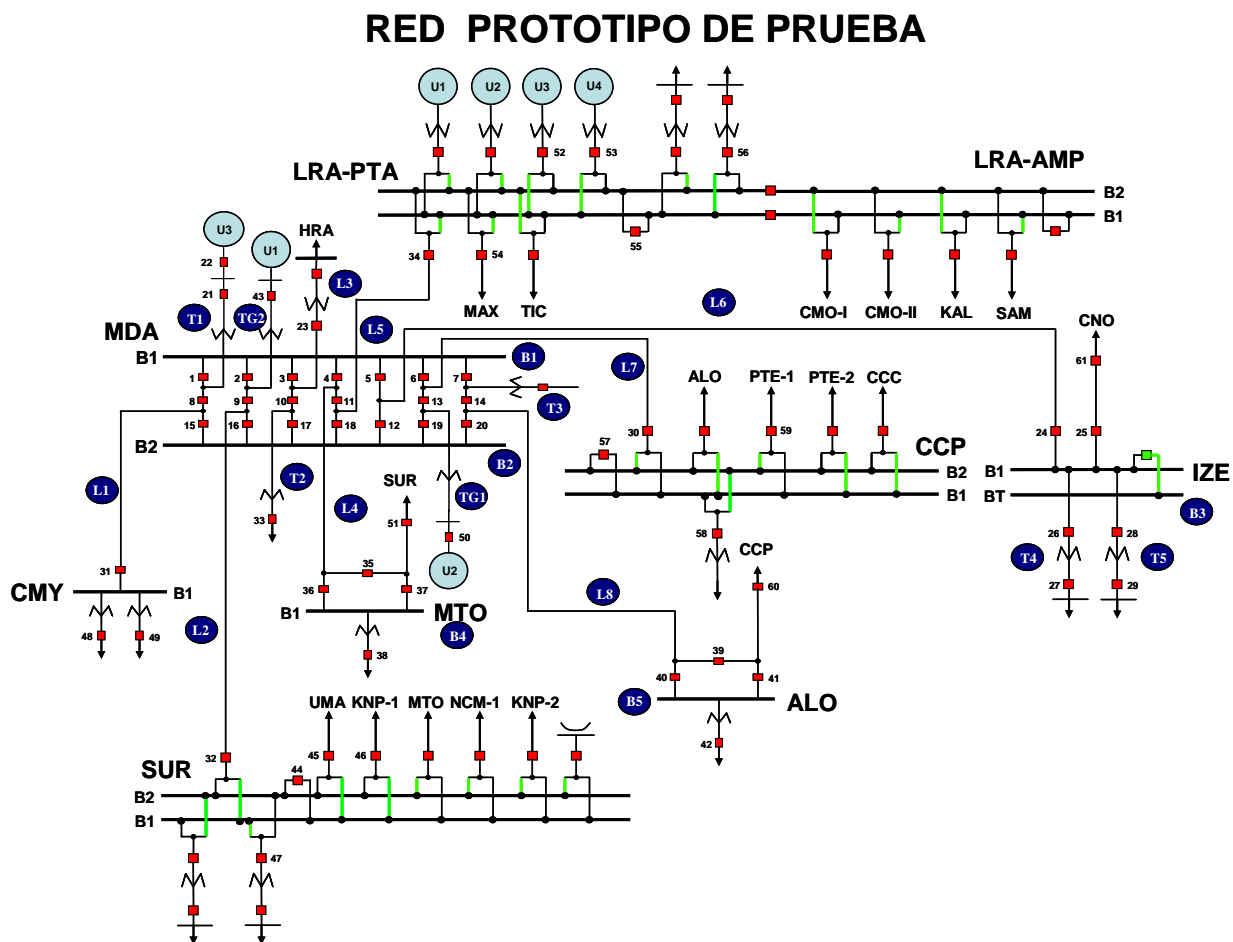 RED PROTOTIPO DE PRUEBA
U1 U2 U3 U4
52 53 56
LRA-PTA
LRA-AMP
B2
B1
34 54 55
MAX TIC
CMO-I CMO-II KAL SAM
U3 U1 HRA
22
21 43 L3
T1 TG2 23
L5
L6
MDA
B1
B1
1 2 3 4 5 6 7
8 9 10 11 13 14
15 16 17 18 12 19 20
B2
B2
T3
L7
ALO PTE-1 PTE-2 CCC
57 30 59
CCP
B2
B1
58
CNO
61
24 25
B1
IZE
BT
B3
26 28
T4 T5
27 29
L1
T2
33
L4
SUR
51
TG1
50
U2
35
36 37
B1
MTO
B4
38
31
CMY
B1
48 49
L2
L8
CCP
60
39
40 41
B5
ALO
42
UMA KNP-1 MTO NCM-1 KNP-2
32 44 45 46
SUR
B2
B1
47